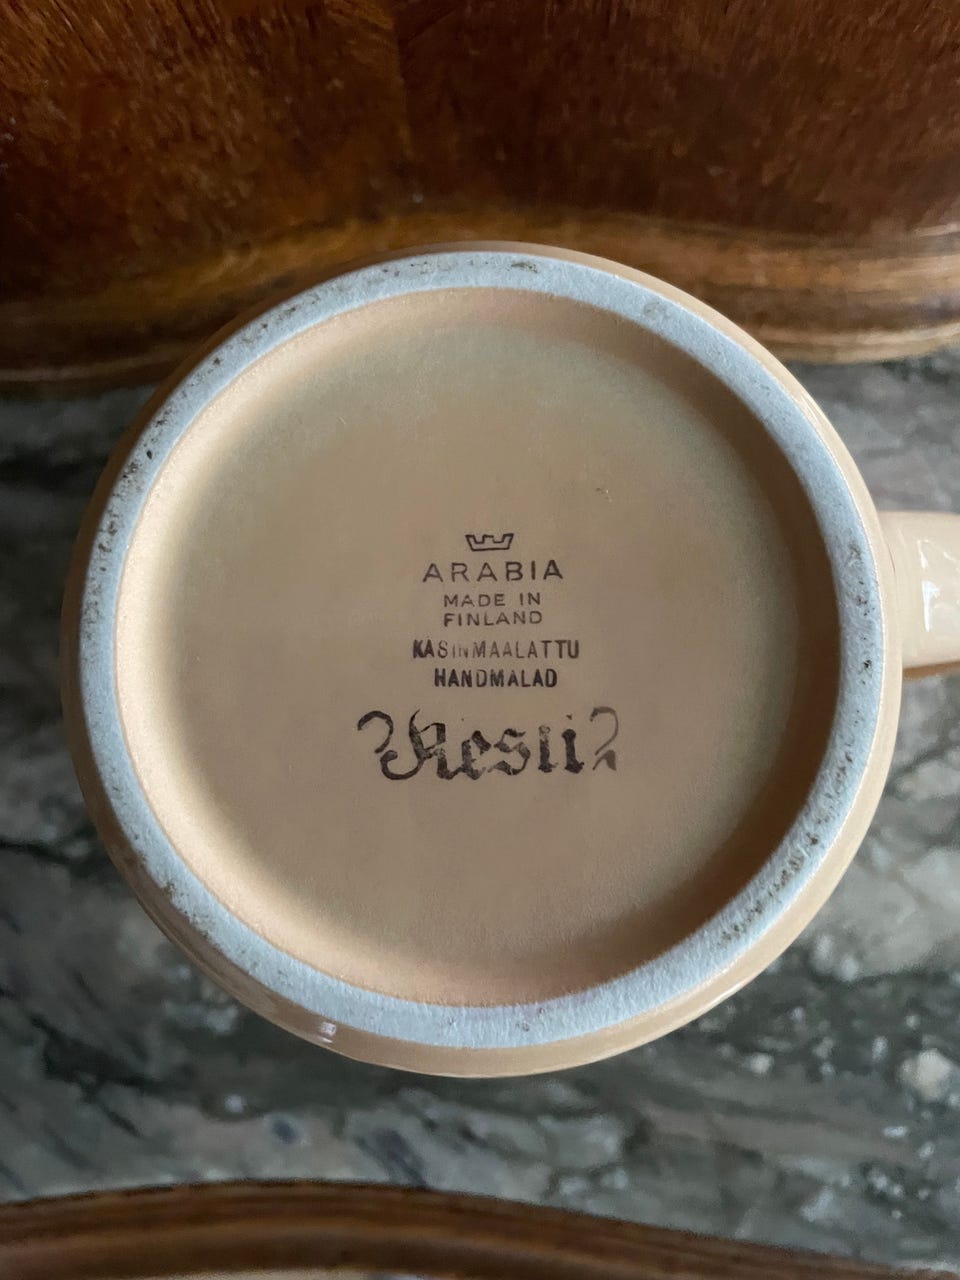 ARABIA
MADE IN
FINLAND
KASINMAALATTU
HANDMALAD
Kesti